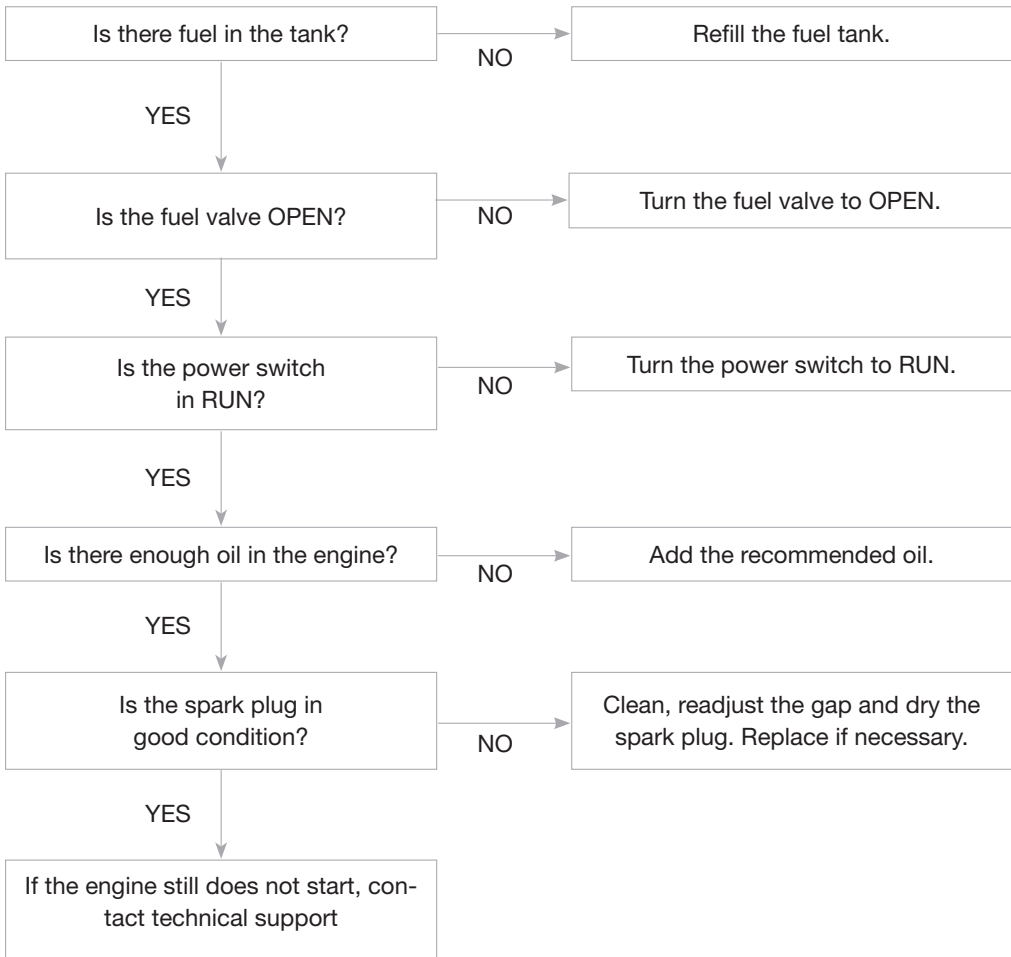 Is there fuel in the tank?
NO
Refill the fuel tank.
YES
Is the fuel valve OPEN?
NO
Turn the fuel valve to OPEN.
YES
Is the power switch
in RUN?
NO
Turn the power switch to RUN.
YES
Is there enough oil in the engine?
NO
Add the recommended oil.
YES
Is the spark plug in
good condition?
NO
Clean, readjust the gap and dry the
spark plug. Replace if necessary.
YES
If the engine still does not start, con-
tact technical support